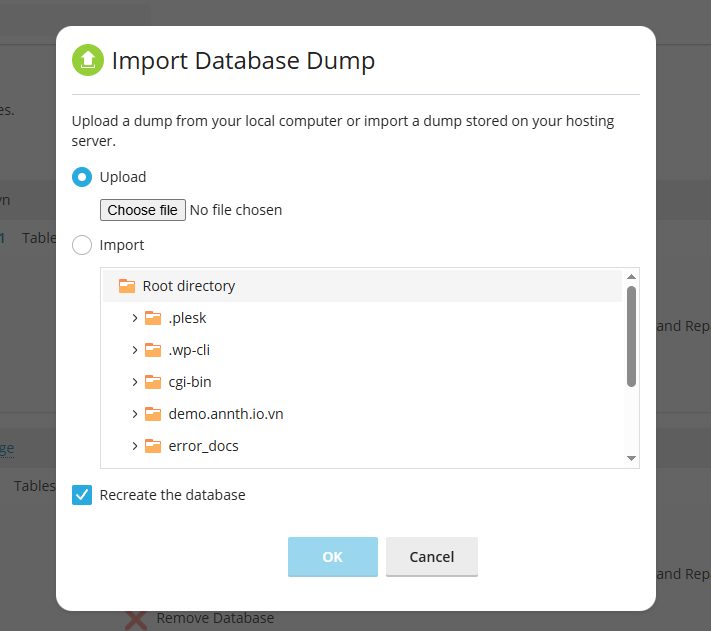 Import Database Dump
es.
Upload a dump from your local computer or import a dump stored on your hosting
server.
Upload
vn
Choose file No file chosen
1 Table
Import
Root directory
.plesk
and Rep
.wp-cli
cgi-bin
demo.annth.io.vn
error_docs
ge
Tables
Recreate the database
OK Cancel
and Rep
Remove Database